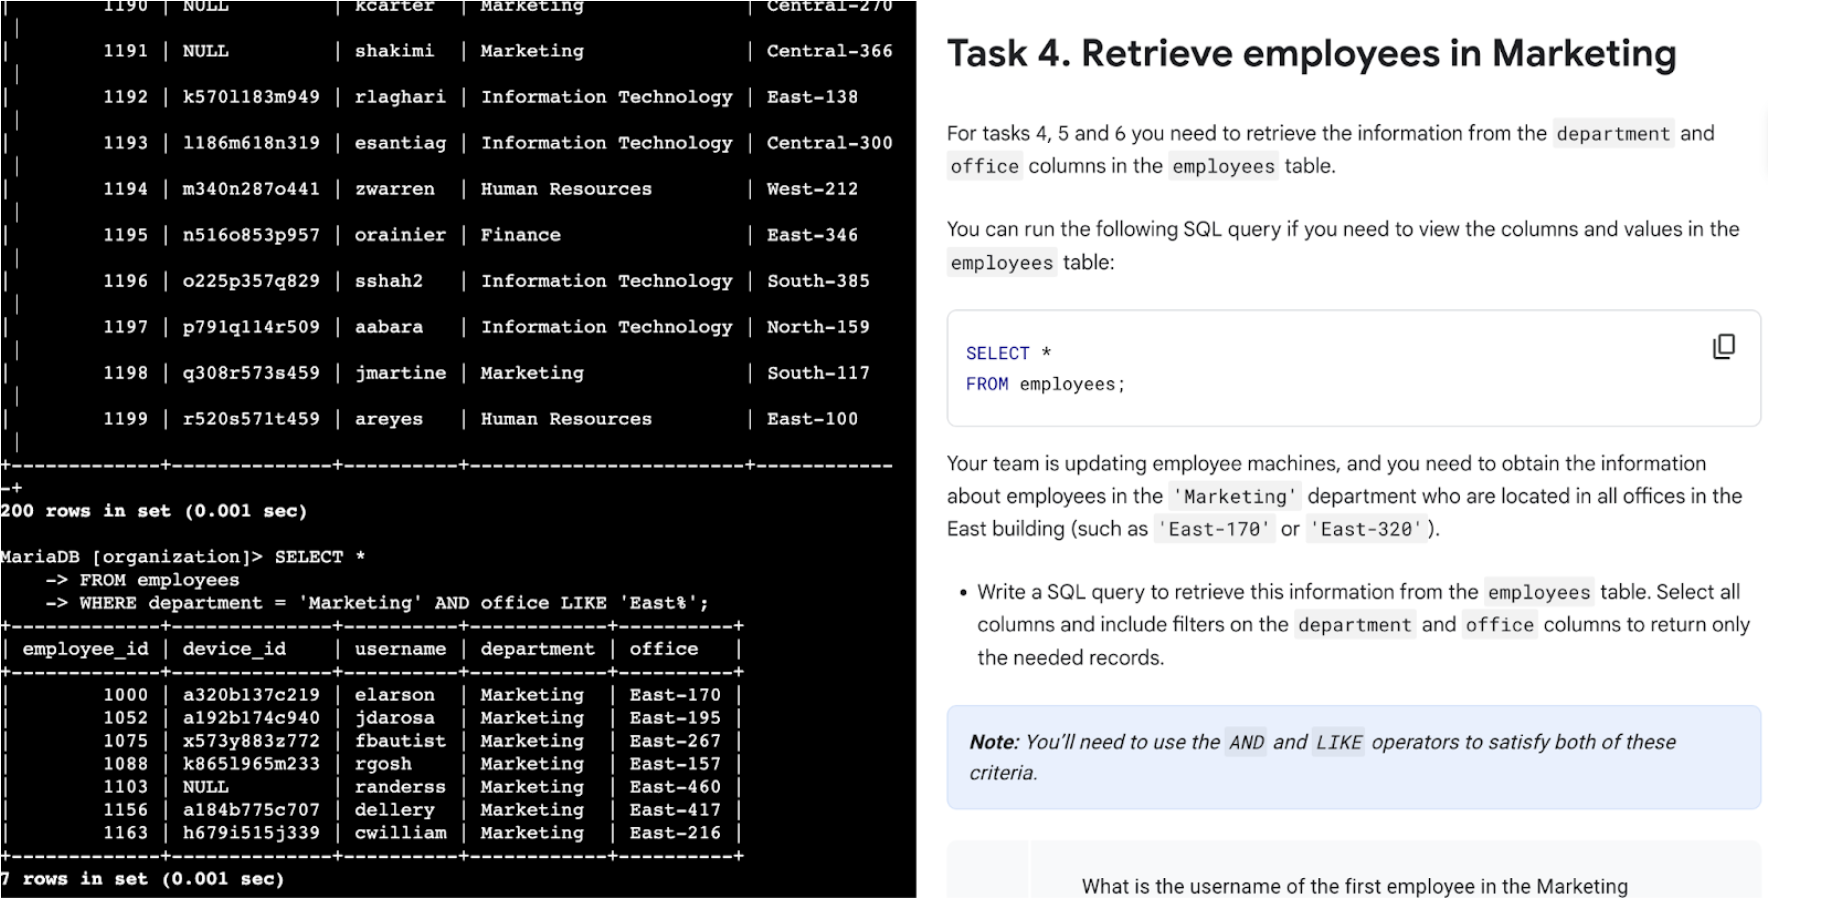 | 1190 | NULL | kcarter | Marketing | Central-270
|
| 1191 | NULL | shakimi | Marketing | Central-366
|
| 1192 | k570l183m949 | rlaghari | Information Technology | East-138
|
| 1193 | l186m618n319 | esantiag | Information Technology | Central-300
|
| 1194 | m340n287o441 | zwarren | Human Resources | West-212
|
| 1195 | n516o853p957 | orainier | Finance | East-346
|
| 1196 | o225p357q829 | sshah2 | Information Technology | South-385
|
| 1197 | p791q114r509 | aabara | Information Technology | North-159
|
| 1198 | q308r573s459 | jmartine | Marketing | South-117
|
| 1199 | r520s571t459 | areyes | Human Resources | East-100
|
+-------------+--------------+----------+------------------------+------------
-+
200 rows in set (0.001 sec)
MariaDB [organization]> SELECT *
-> FROM employees
-> WHERE department = 'Marketing' AND office LIKE 'East%';
+-------------+--------------+----------+------------+----------+
| employee_id | device_id | username | department | office |
+-------------+--------------+----------+------------+----------+
| 1000 | a320b137c219 | elarson | Marketing | East-170 |
| 1052 | a192b174c940 | jdarosa | Marketing | East-195 |
| 1075 | x573y883z772 | fbautist | Marketing | East-267 |
| 1088 | k865l965m233 | rgosh | Marketing | East-157 |
| 1103 | NULL | randerss | Marketing | East-460 |
| 1156 | a184b775c707 | dellery | Marketing | East-417 |
| 1163 | h679i515j339 | cwilliam | Marketing | East-216 |
+-------------+--------------+----------+------------+----------+
7 rows in set (0.001 sec)
Task 4. Retrieve employees in Marketing
For tasks 4, 5 and 6 you need to retrieve the information from the department and
office columns in the employees table.
You can run the following SQL query if you need to view the columns and values in the
employees table:
SELECT *
FROM employees;
Your team is updating employee machines, and you need to obtain the information
about employees in the 'Marketing' department who are located in all offices in the
East building (such as 'East-170' or 'East-320' ).
• Write a SQL query to retrieve this information from the employees table. Select all
columns and include filters on the department and office columns to return only
the needed records.
Note: You'll need to use the AND and LIKE operators to satisfy both of these
criteria.
What is the username of the first employee in the Marketing